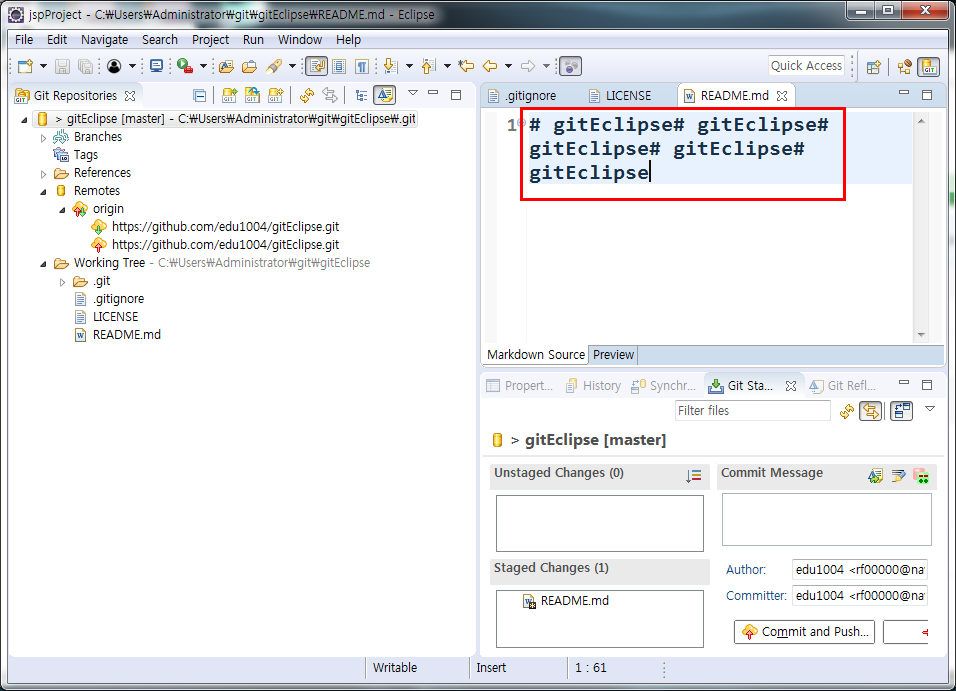 jspProject - C:₩Users₩Administrator₩git₩gitEclipse₩README.md - Eclipse
File Edit Navigate Search Project Run Window Help
Quick Access
Git Repositories
> gitEclipse [master] - C:₩Users₩Administrator₩git₩gitEclipse₩.git
Branches
Tags
References
Remotes
origin
https://github.com/edu1004/gitEclipse.git
https://github.com/edu1004/gitEclipse.git
Working Tree - C:₩Users₩Administrator₩git₩gitEclipse
.git
.gitignore
LICENSE
README.md
.gitignore LICENSE README.md
1 # gitEclipse# gitEclipse#
gitEclipse# gitEclipse#
gitEclipse
Markdown Source Preview
Propert... History Synchr... Git Sta... Git Refl...
Filter files
> gitEclipse [master]
Unstaged Changes (0)
Staged Changes (1)
README.md
Commit Message
Author: edu1004 <rf00000@na
Committer: edu1004 <rf00000@na
Commit and Push...
Writable Insert 1 : 61